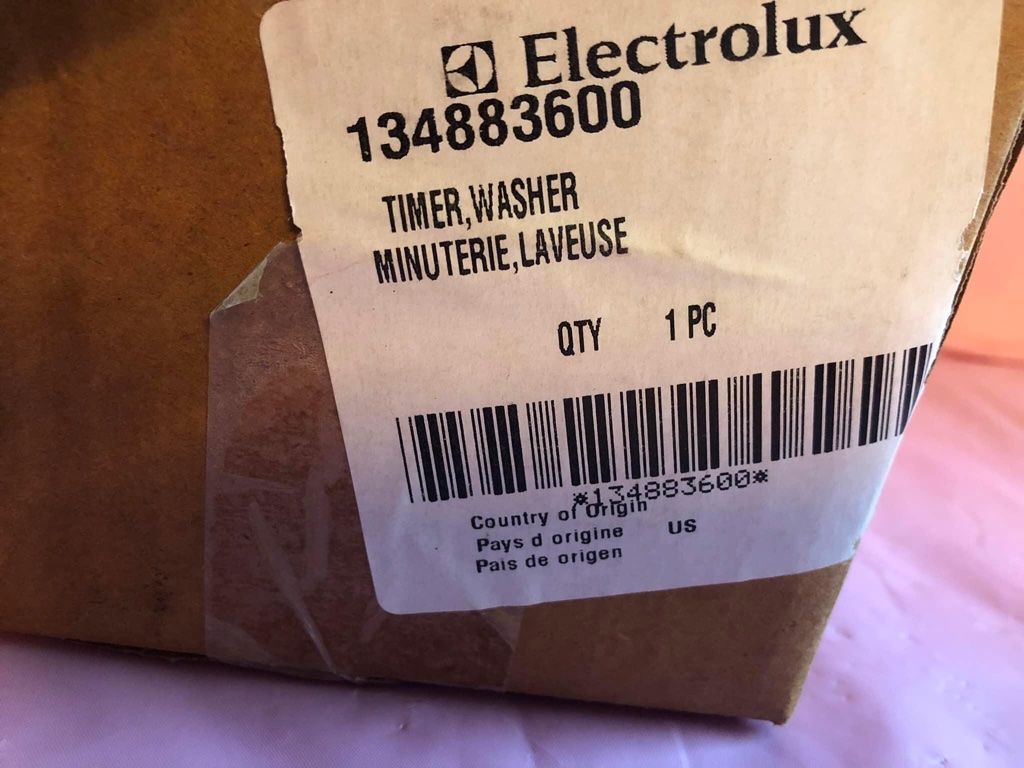 Electrolux
134883600
TIMER,WASHER
MINUTERIE,LAVEUSE
QTY 1 PC
*134883600*
Country of Origin
Pays d origine US
Pais de origen